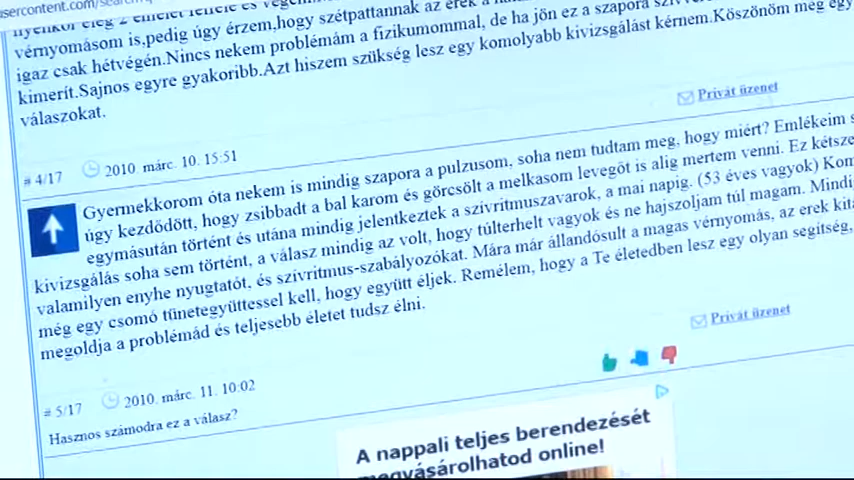 sercontent.com/search
nyenkor elég 2 emelet felfelé és
vérnyomásom is,pedig úgy érzem,hogy szétpattannak az erek a
igaz csak hétvégén.Nincs nekem problémám a fizikumommal, de ha jön ez a szapora
kimerít.Sajnos egyre gyakoribb.Azt hiszem szükség lesz egy komolyabb kivizsgálást kérnem.Köszönöm még egy
válaszokat.
Privát üzenet
# 4/17 2010. márc. 10. 15:51
Gyermekkorom óta nekem is mindig szapora a pulzusom, soha nem tudtam meg, hogy miért? Emlékeim s
úgy kezdődött, hogy zsibbadt a bal karom és görcsölt a melkasom levegőt is alig mertem venni. Ez kétsze
egymásután történt és utána mindig jelentkeztek a szívritmuszavarok, a mai napig. (53 éves vagyok) Kom
kivizsgálás soha sem történt, a válasz mindig az volt, hogy túlterhelt vagyok és ne hajszoljam túl magam. Mindi
valamilyen enyhe nyugtatót, és szívritmus-szabályozókat. Mára már állandósult a magas vérnyomás, az erek kitá
még egy csomó tünetegyüttessel kell, hogy együtt éljek. Remélem, hogy a Te életedben lesz egy olyan segítség,
megoldja a problémád és teljesebb életet tudsz élni.
Privát üzenet
# 5/17 2010. márc. 11. 10:02
Hasznos számodra ez a válasz?
A nappali teljes berendezését
megvásárolhatod online!